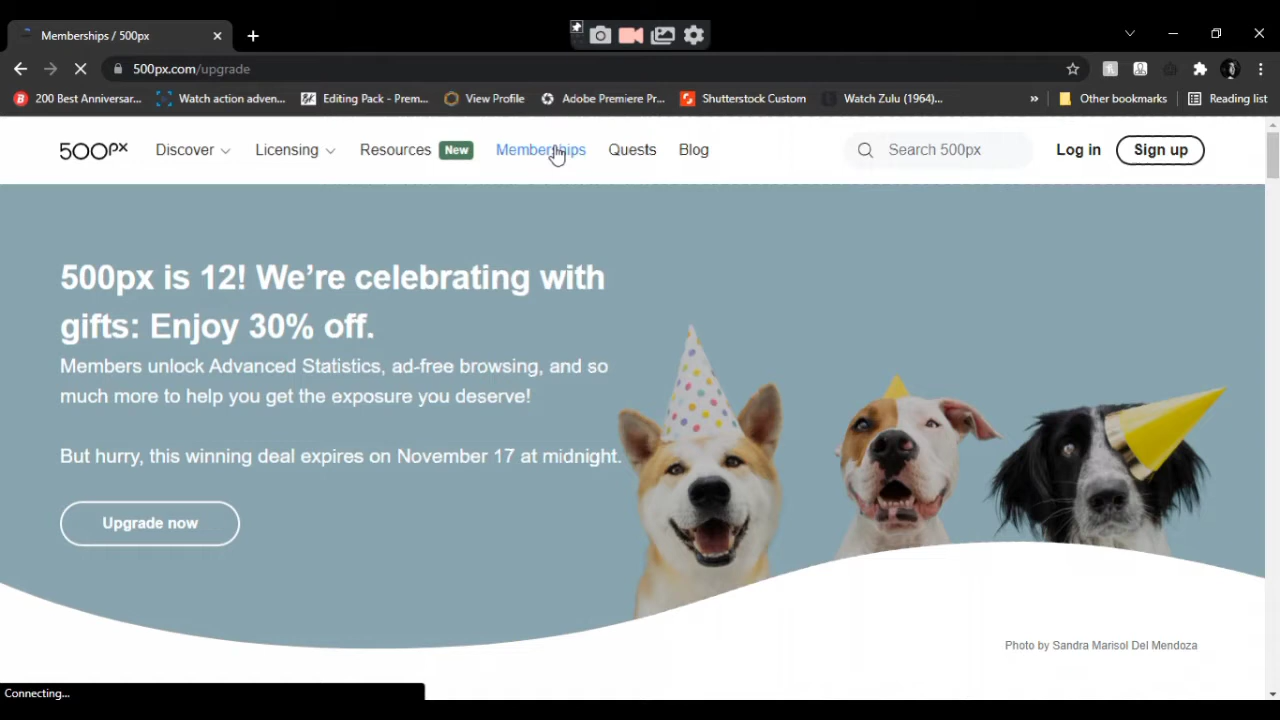 Memberships / 500px
500px.com/upgrade
200 Best Anniversar...
Watch action adven...
Editing Pack - Prem...
View Profile
Adobe Premiere Pr...
Shutterstock Custom
Watch Zulu (1964)...
»
Other bookmarks
Reading list
500px
Discover
Licensing
Resources New
Memberships
Quests
Blog
Search 500px
Log in
Sign up
500px is 12! We’re celebrating with
gifts: Enjoy 30% off.
Members unlock Advanced Statistics, ad-free browsing, and so
much more to help you get the exposure you deserve!
But hurry, this winning deal expires on November 17 at midnight.
Upgrade now
Photo by Sandra Marisol Del Mendoza
Connecting...